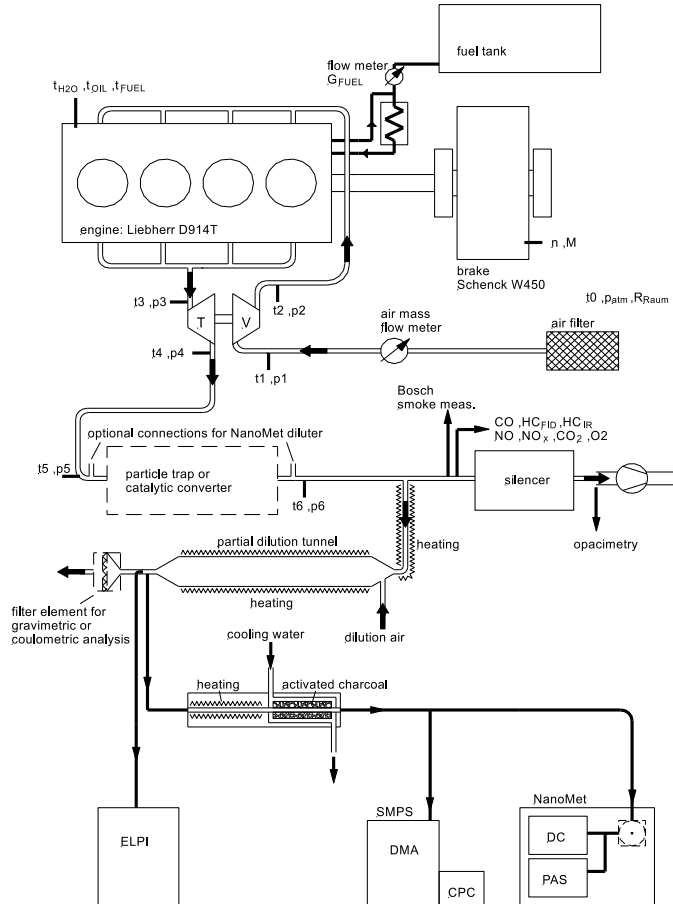 fuel tank
flow meter
GFUEL
tH2O ,tOIL ,tFUEL
engine: Liebherr D914T
n ,M
brake
Schenck W450
t3 ,p3
t2 ,p2
T
V
t0 ,patm ,RRaum
air mass
flow meter
air filter
t4 ,p4
t1 ,p1
Bosch
smoke meas.
CO ,HCFID ,HCIR
NO ,NOX ,CO2 ,O2
optional connections for NanoMet diluter
t5 ,p5
particle trap or
catalytic converter
silencer
t6 ,p6
opacimetry
partial dilution tunnel
heating
heating
filter element for
gravimetric or
coulometric analysis
dilution air
cooling water
heating
activated charcoal
NanoMet
SMPS
ELPI
DMA
DC
PAS
CPC